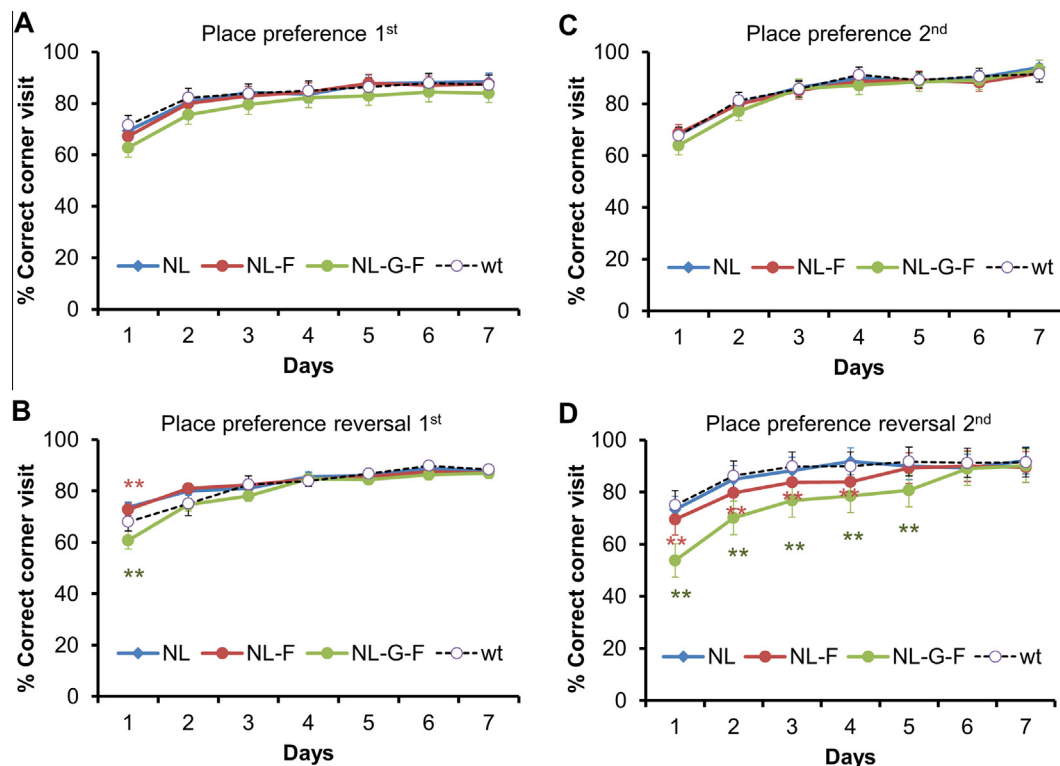 A
Place preference 1st
% Correct corner visit
100
80
60
40
20
0
NL NL-F NL-G-F wt
1 2 3 4 5 6 7
Days
C
Place preference 2nd
% Correct corner visit
100
80
60
40
20
0
NL NL-F NL-G-F wt
1 2 3 4 5 6 7
Days
B
Place preference reversal 1st
% Correct corner visit
100
80
60
40
20
0
**
**
NL NL-F NL-G-F wt
1 2 3 4 5 6 7
Days
D
Place preference reversal 2nd
% Correct corner visit
100
80
60
40
20
0
** ** ** **
** ** ** ** **
NL NL-F NL-G-F wt
1 2 3 4 5 6 7
Days